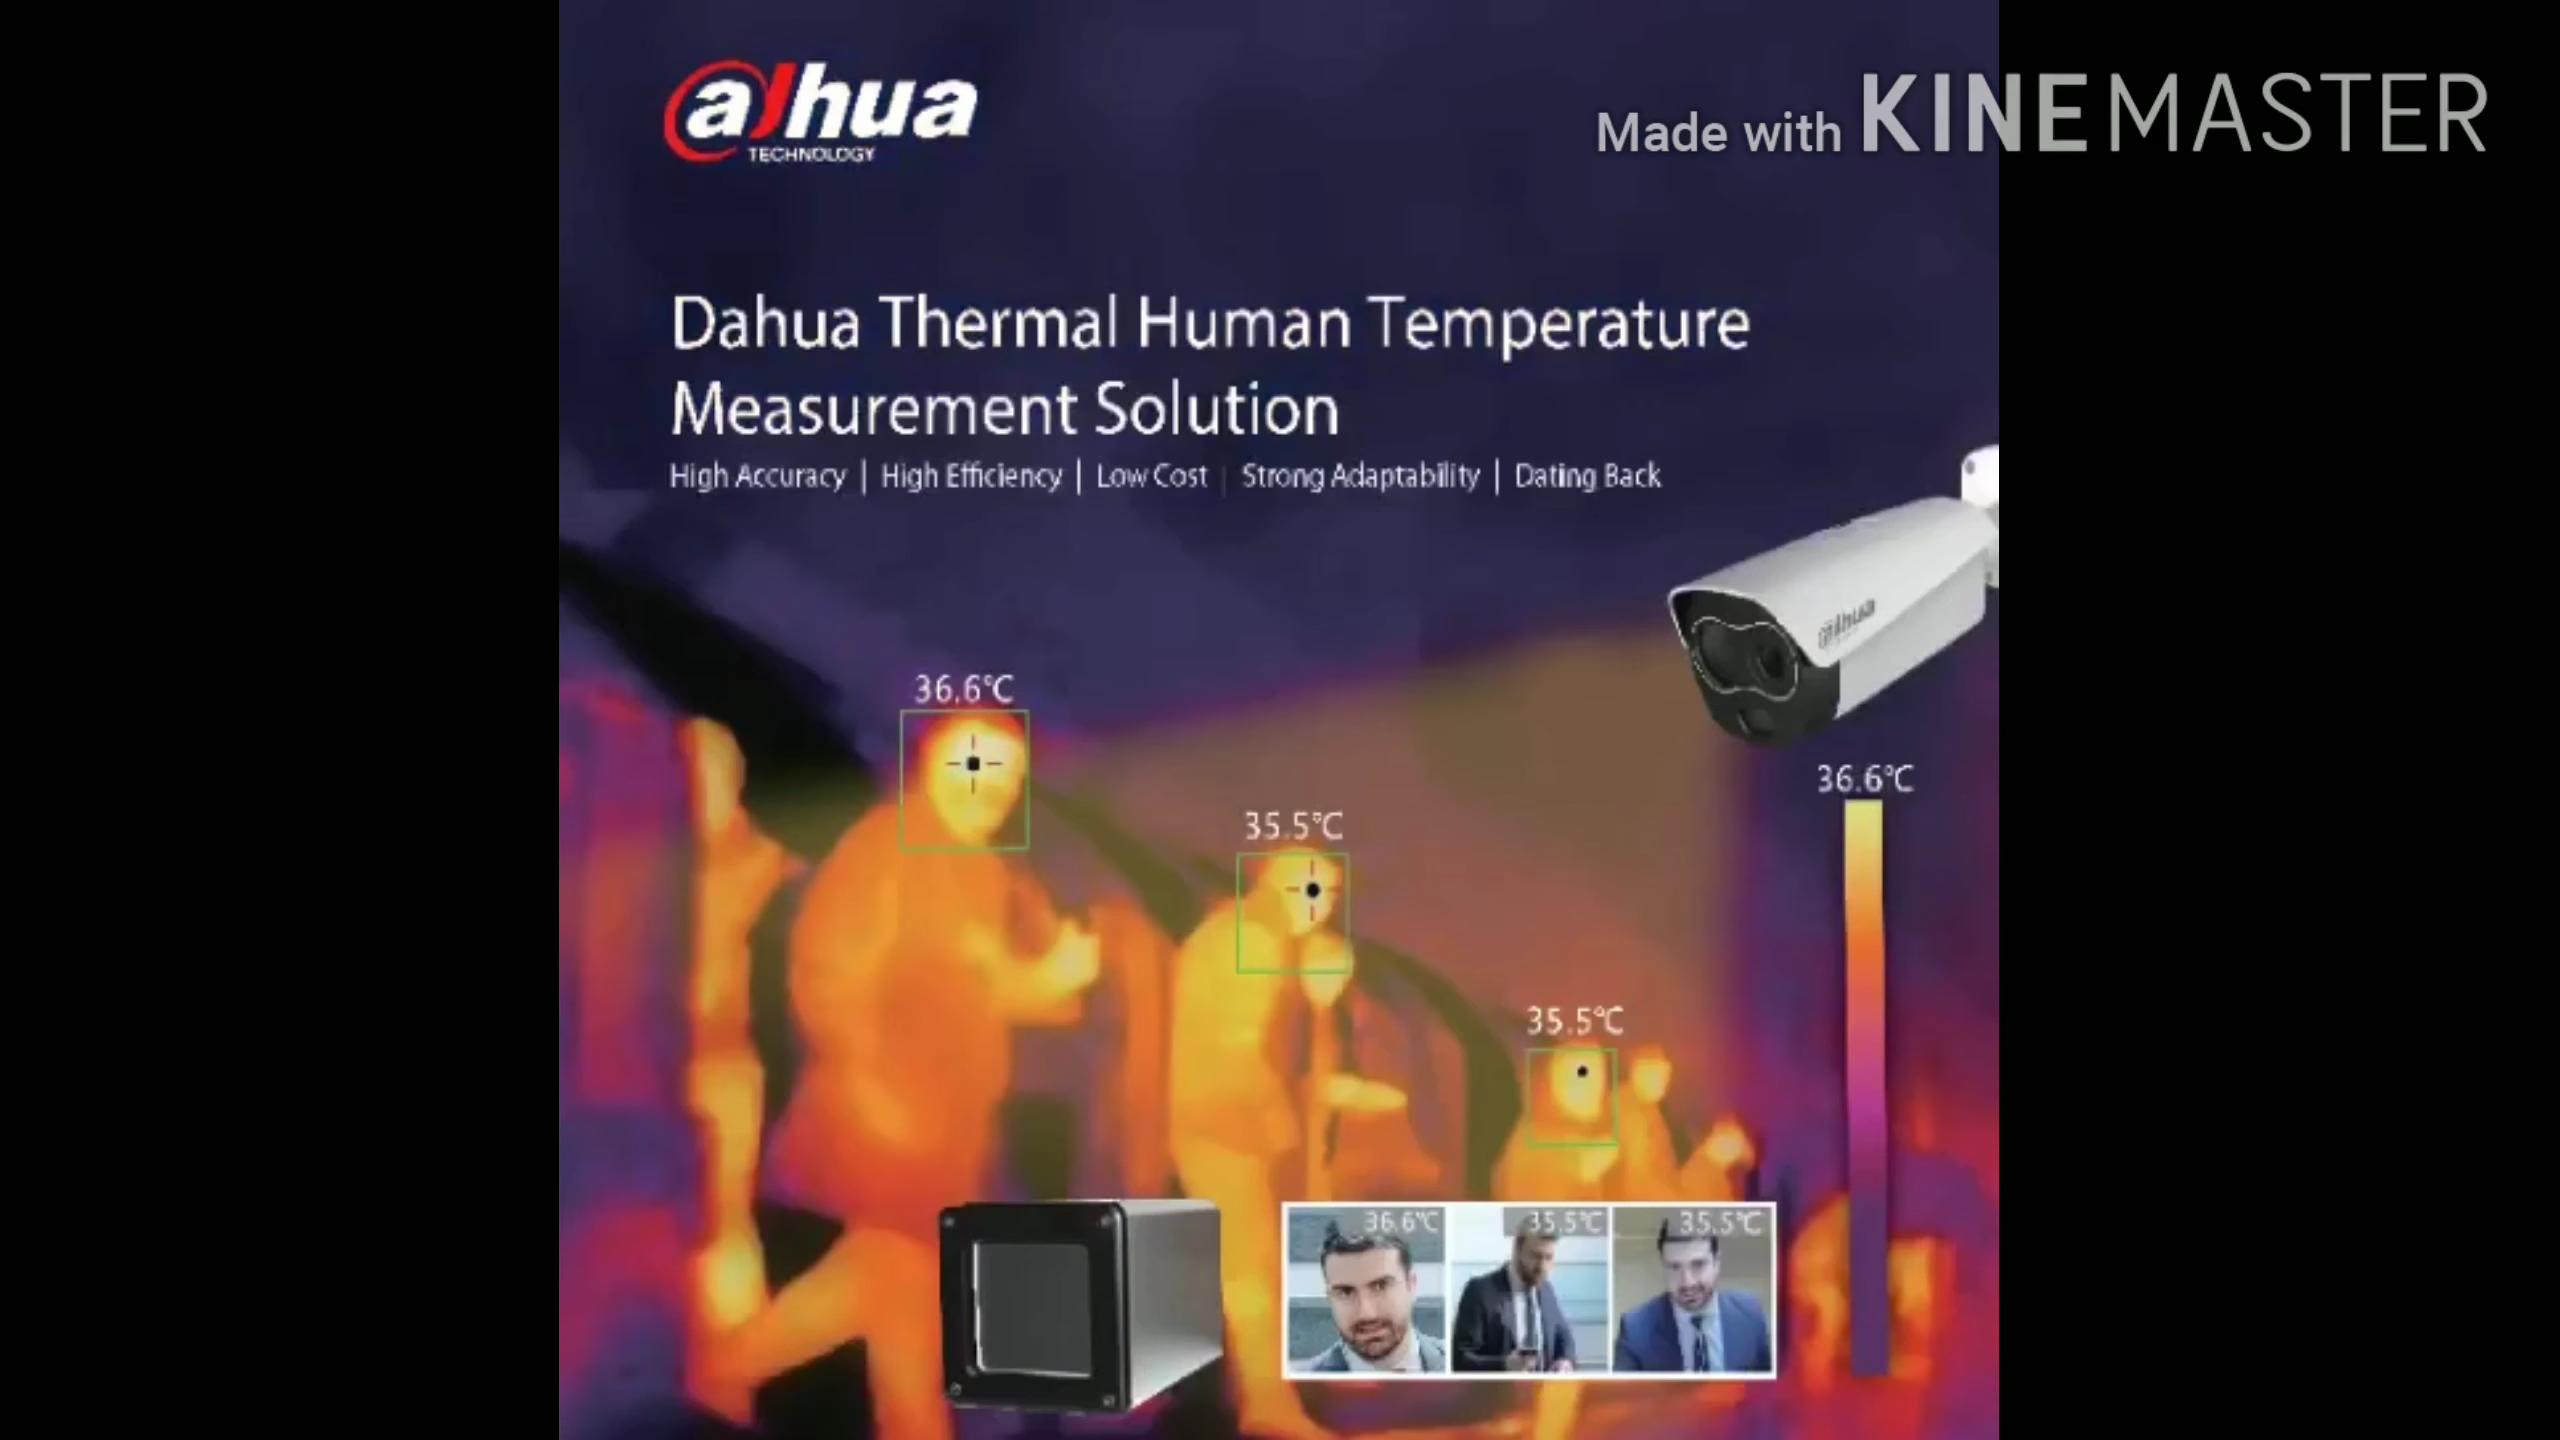 alhua
TECHNOLOGY
Made with KINEMASTER
Dahua Thermal Human Temperature
Measurement Solution
High Accuracy | High Efficiency | Low Cost | Strong Adaptability | Dating Back
alhua
36.6℃
36.6℃
35.5℃
35.5℃
36.6℃
35.5℃
35.5℃